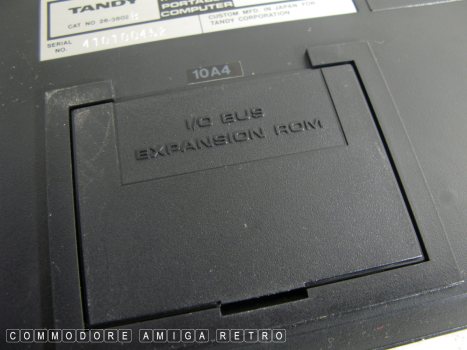 TANDY
PORTABLE
COMPUTER
CAT NO 26-3802
CUSTOM MFD. IN JAPAN FOR
TANDY CORPORATION
SERIAL
NO.
10A4
I/O BUS
EXPANSION ROM
COMMODORE AMIGA RETRO